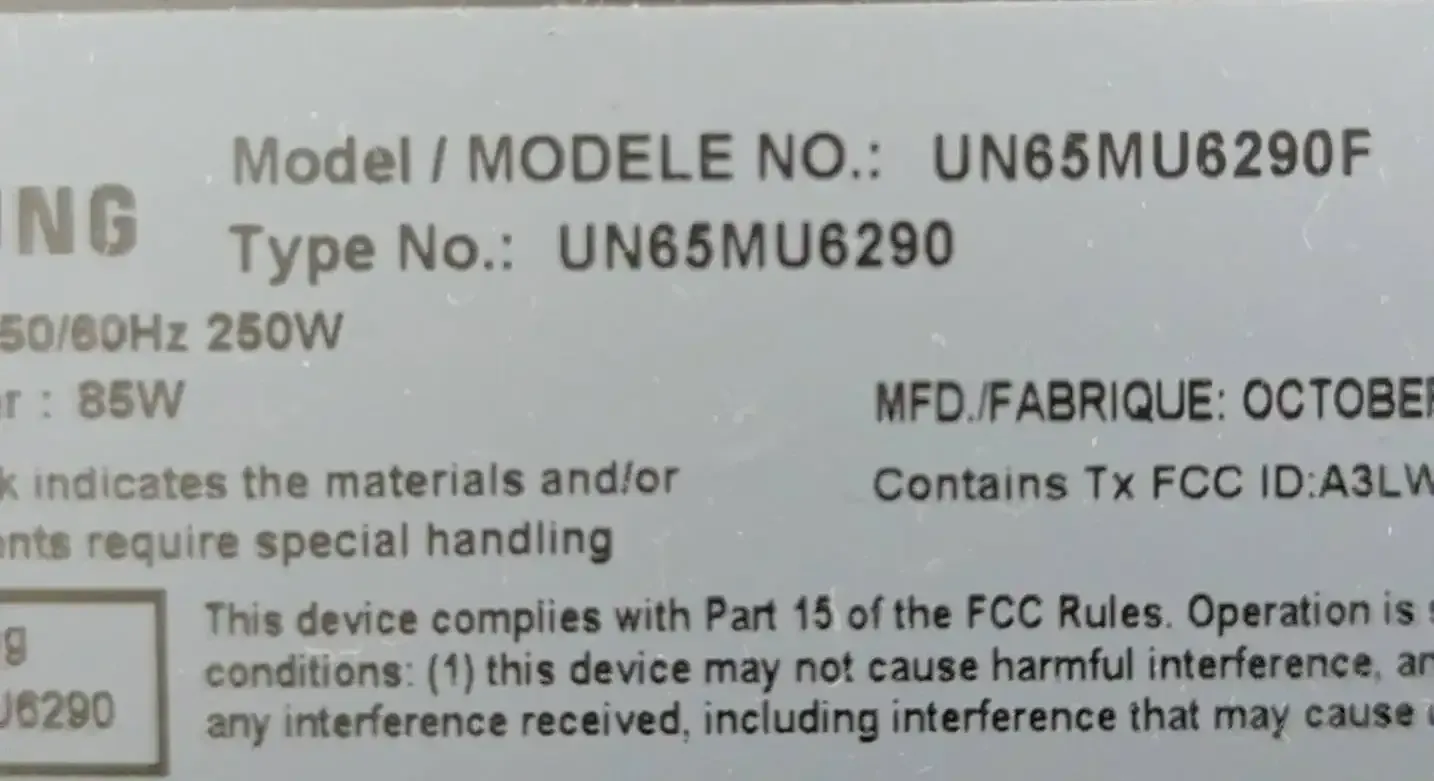 Model / MODELE NO.: UN65MU6290F
NG
Type No.: UN65MU6290
50/60Hz 250W
r : 85W
MFD./FABRIQUE: OCTOBER
k indicates the materials and/or
Contains Tx FCC ID:A3LW
nts require special handling
g
U6290
This device complies with Part 15 of the FCC Rules. Operation is s
conditions: (1) this device may not cause harmful interference, an
any interference received, including interference that may cause